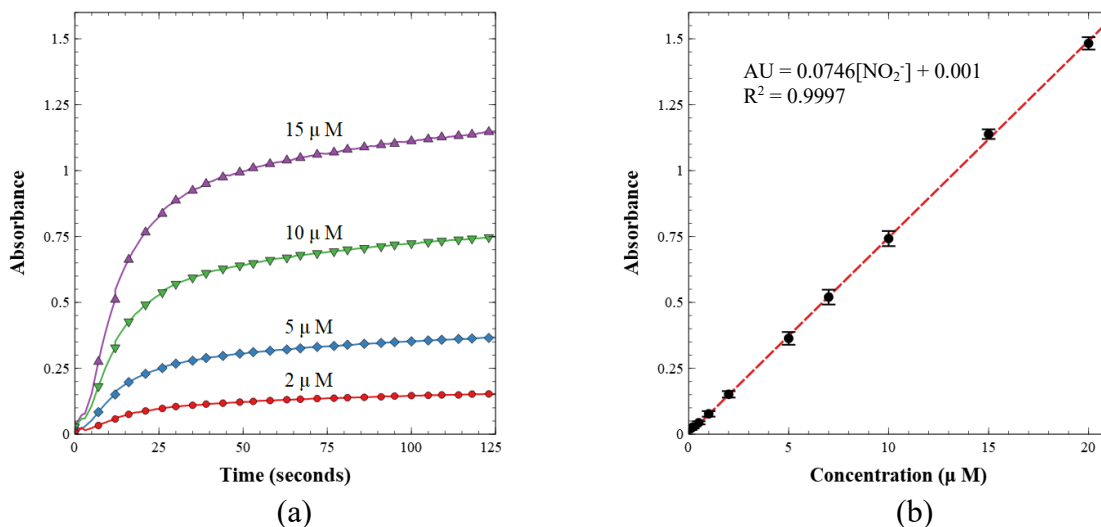 1.5
1.25
1
0.75
0.5
0.25
0
Absorbance
15 µ M
10 µ M
5 µ M
2 µ M
0
25
50
75
100
125
Time (seconds)
(a)
1.5
1.25
1
0.75
0.5
0.25
0
Absorbance
AU = 0.0746[NO₂⁻] + 0.001
R² = 0.9997
0
5
10
15
20
Concentration (µ M)
(b)